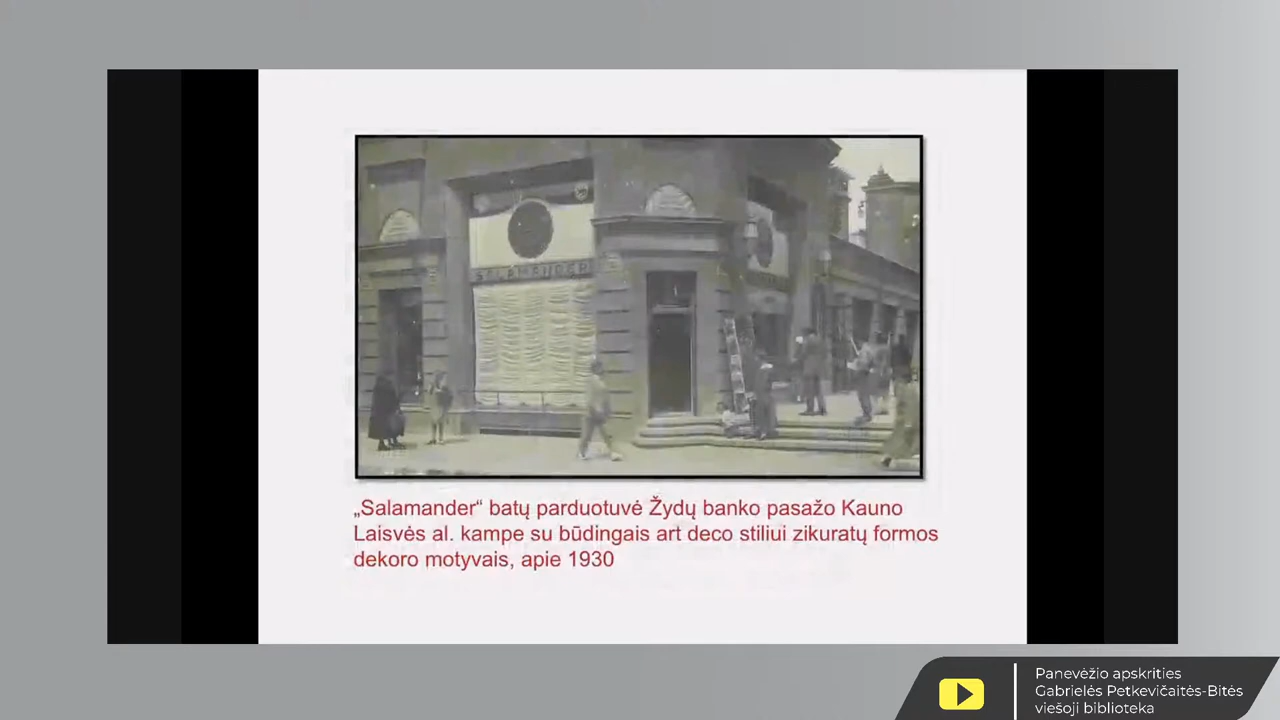 SALAMANDER
„Salamander“ batų parduotuvė Žydų banko pasažo Kauno
Laisvės al. kampe su būdingais art deco stiliui zikuratų formos
dekoro motyvais, apie 1930
Panevėžio apskrities
Gabrielės Petkevičaitės-Bitės
viešoji biblioteka